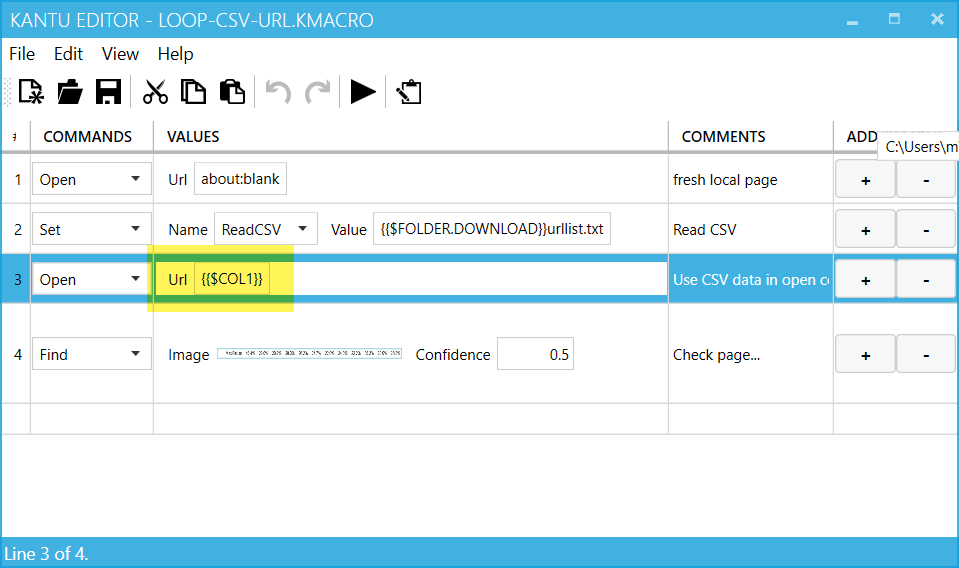 KANTU EDITOR - LOOP-CSV-URL.KMACRO
File Edit View Help
# COMMANDS VALUES COMMENTS ADD
C:\Users\m
1 Open Url about:blank fresh local page + -
2 Set Name ReadCSV Value {{$FOLDER.DOWNLOAD}}urllist.txt Read CSV + -
3 Open Url {{$COL1}} Use CSV data in open + -
4 Find Image Confidence 0.5 Check page... + -
Line 3 of 4.